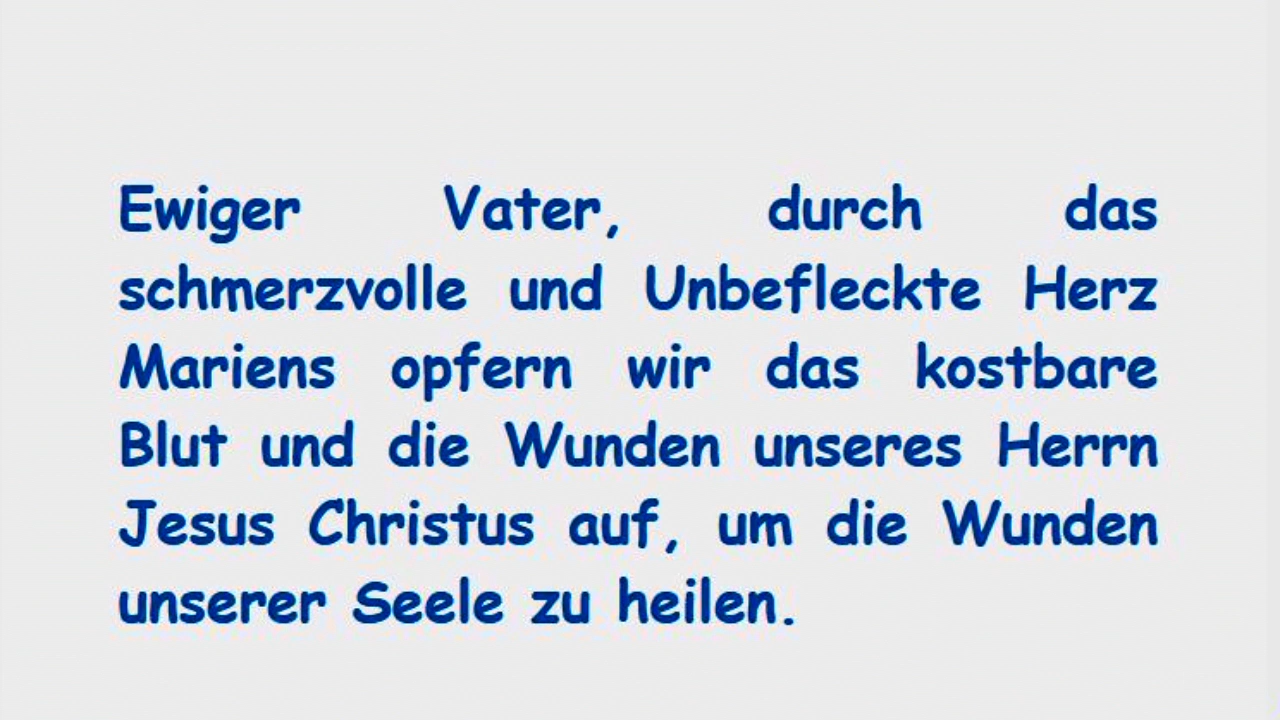 Ewiger Vater, durch das
schmerzvolle und Unbefleckte Herz
Mariens opfern wir das kostbare
Blut und die Wunden unseres Herrn
Jesus Christus auf, um die Wunden
unserer Seele zu heilen.